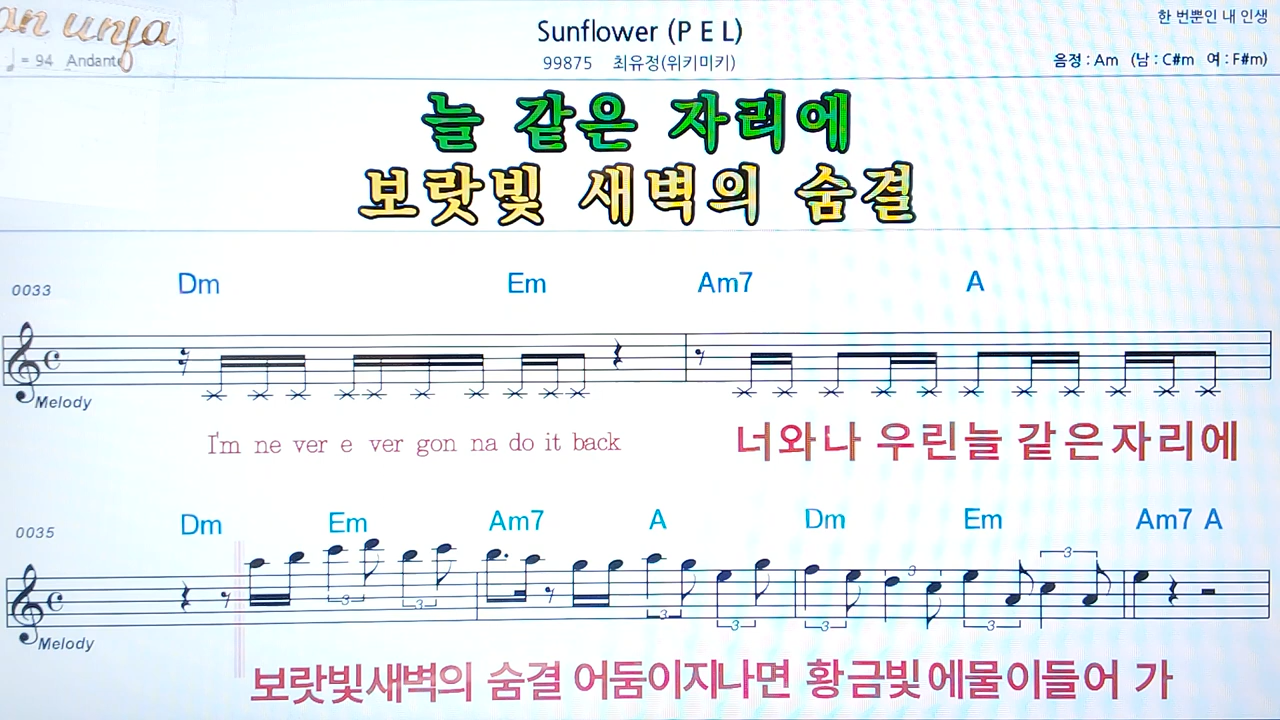 한 번뿐인 내 인생
Sunflower (P E L)
♩ = 94 Andante
99875 최유정(위키미키)
음정 : Am (남 : C#m 여 : F#m)
늘 같은 자리에
보랏빛 새벽의 숨결
0033 Dm Em Am7 A
Melody
I'm ne ver e ver gon na do it back 너와나 우린늘 같은자리에
0035 Dm Em Am7 A Dm Em Am7 A
3 3 3 3 3 3 3 3
Melody
보랏빛새벽의 숨결 어둠이지나면 황금빛에물이들어 가